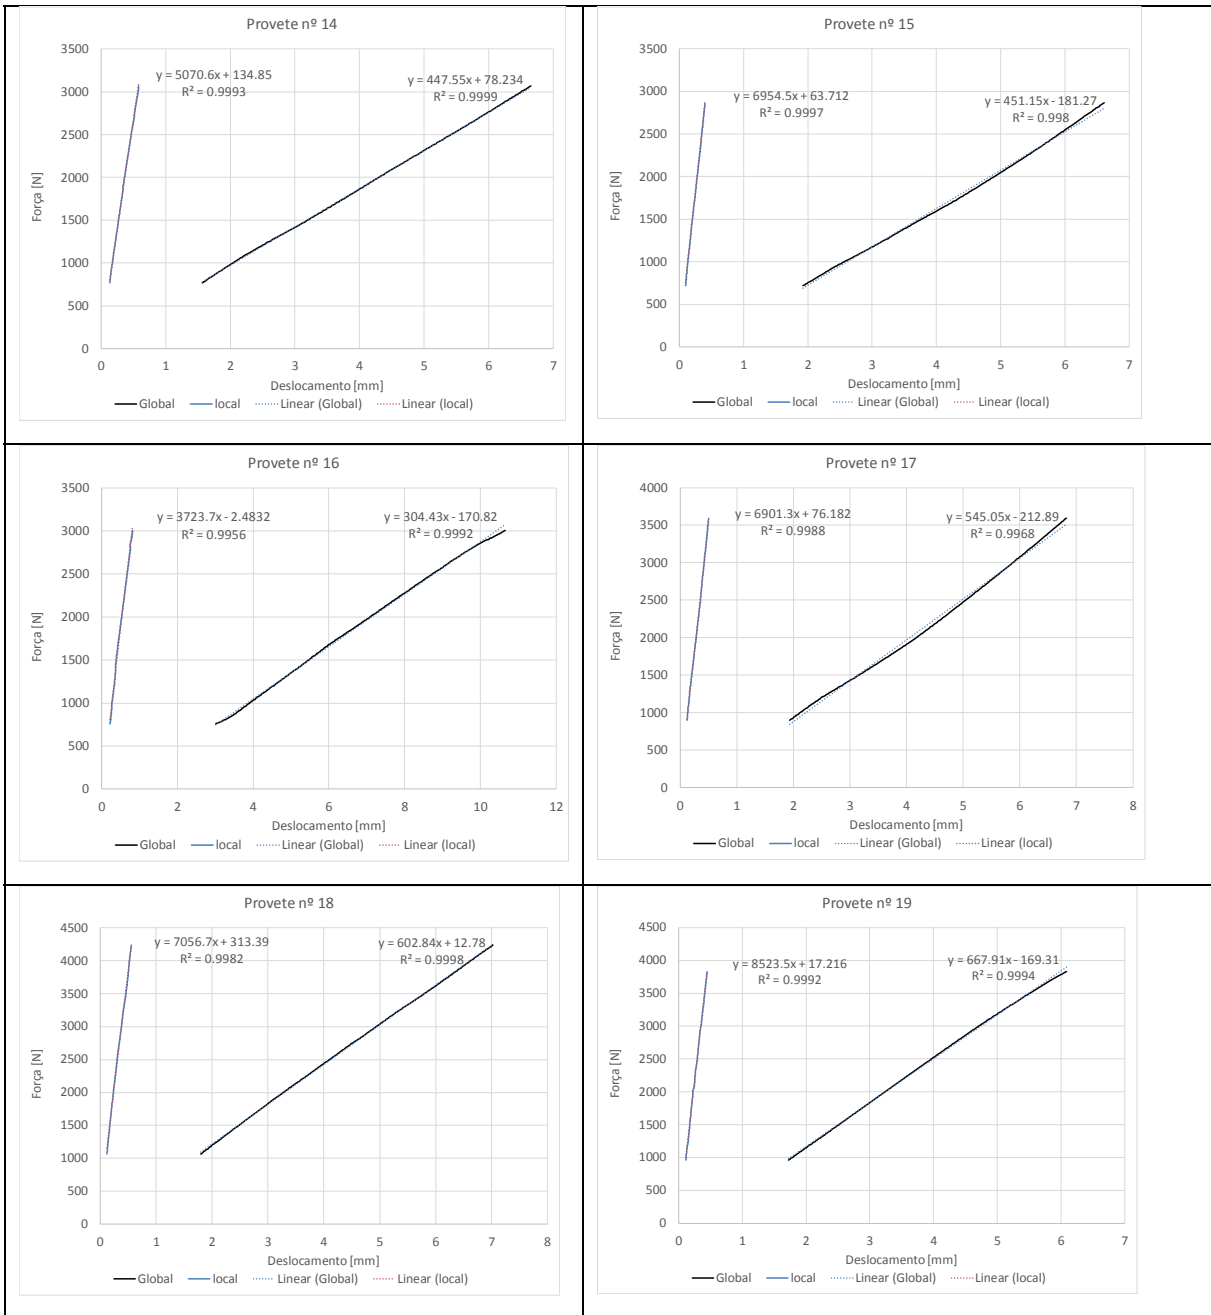 Provete nº 14
3500
3000
2500
2000
1500
1000
500
0
y = 5070.6x + 134.85
R² = 0.9993
y = 447.55x + 78.234
R² = 0.9999
Força [N]
0 1 2 3 4 5 6 7
Deslocamento [mm]
Global local Linear (Global) Linear (local)
Provete nº 15
3500
3000
2500
2000
1500
1000
500
0
y = 6954.5x + 63.712
R² = 0.9997
y = 451.15x - 181.27
R² = 0.998
Força [N]
0 1 2 3 4 5 6 7
Deslocamento [mm]
Global local Linear (Global) Linear (local)
Provete nº 16
3500
3000
2500
2000
1500
1000
500
0
y = 3723.7x - 2.4832
R² = 0.9956
y = 304.43x - 170.82
R² = 0.9992
Força [N]
0 2 4 6 8 10 12
Deslocamento [mm]
Global local Linear (Global) Linear (local)
Provete nº 17
4000
3500
3000
2500
2000
1500
1000
500
0
y = 6901.3x + 76.182
R² = 0.9988
y = 545.05x - 212.89
R² = 0.9968
Força [N]
0 1 2 3 4 5 6 7 8
Deslocamento [mm]
Global local Linear (Global) Linear (local)
Provete nº 18
4500
4000
3500
3000
2500
2000
1500
1000
500
0
y = 7056.7x + 313.39
R² = 0.9982
y = 602.84x + 12.78
R² = 0.9998
Força [N]
0 1 2 3 4 5 6 7 8
Deslocamento [mm]
Global local Linear (Global) Linear (local)
Provete nº 19
4500
4000
3500
3000
2500
2000
1500
1000
500
0
y = 8523.5x + 17.216
R² = 0.9992
y = 667.91x - 169.31
R² = 0.9994
Força [N]
0 1 2 3 4 5 6 7
Deslocamento [mm]
Global local Linear (Global) Linear (local)